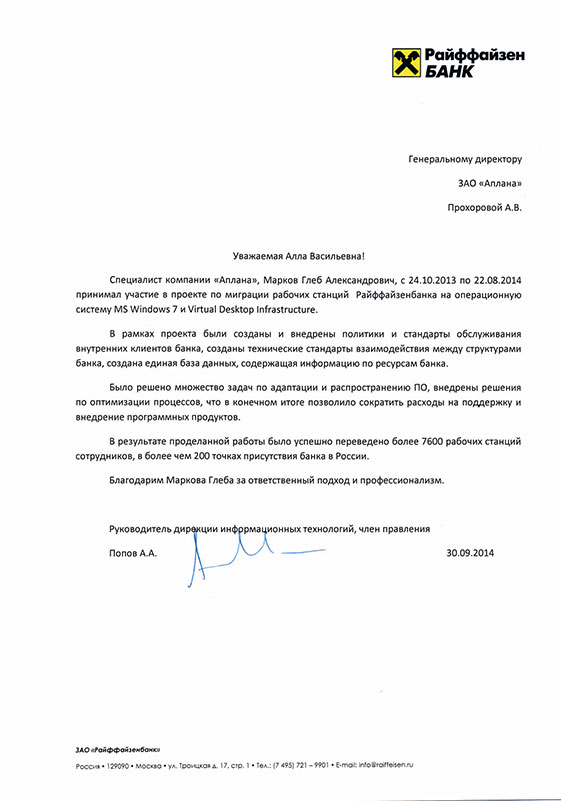 Райффайзен
БАНК
Генеральному директору
ЗАО «Аплана»
Прохоровой А.В.
Уважаемая Алла Васильевна!
Специалист компании «Аплана», Марков Глеб Александрович, с 24.10.2013 по 22.08.2014
принимал участие в проекте по миграции рабочих станций Райффайзенбанка на операционную
систему MS Windows 7 и Virtual Desktop Infrastructure.
В рамках проекта были созданы и внедрены политики и стандарты обслуживания
внутренних клиентов банка, созданы технические стандарты взаимодействия между структурами
банка, создана единая база данных, содержащая информацию по ресурсам банка.
Было решено множество задач по адаптации и распространению ПО, внедрены решения
по оптимизации процессов, что в конечном итоге позволило сократить расходы на поддержку и
внедрение программных продуктов.
В результате проделанной работы было успешно переведено более 7600 рабочих станций
сотрудников, в более чем 200 точках присутствия банка в России.
Благодарим Маркова Глеба за ответственный подход и профессионализм.
Руководитель дирекции информационных технологий, член правления
Попов А.А. 30.09.2014
ЗАО «Райффайзенбанк»
Россия • 129090 • Москва • ул. Троицкая д. 17, стр. 1 • Тел.: (7 495) 721 – 9901 • E-mail: info@raiffeisen.ru